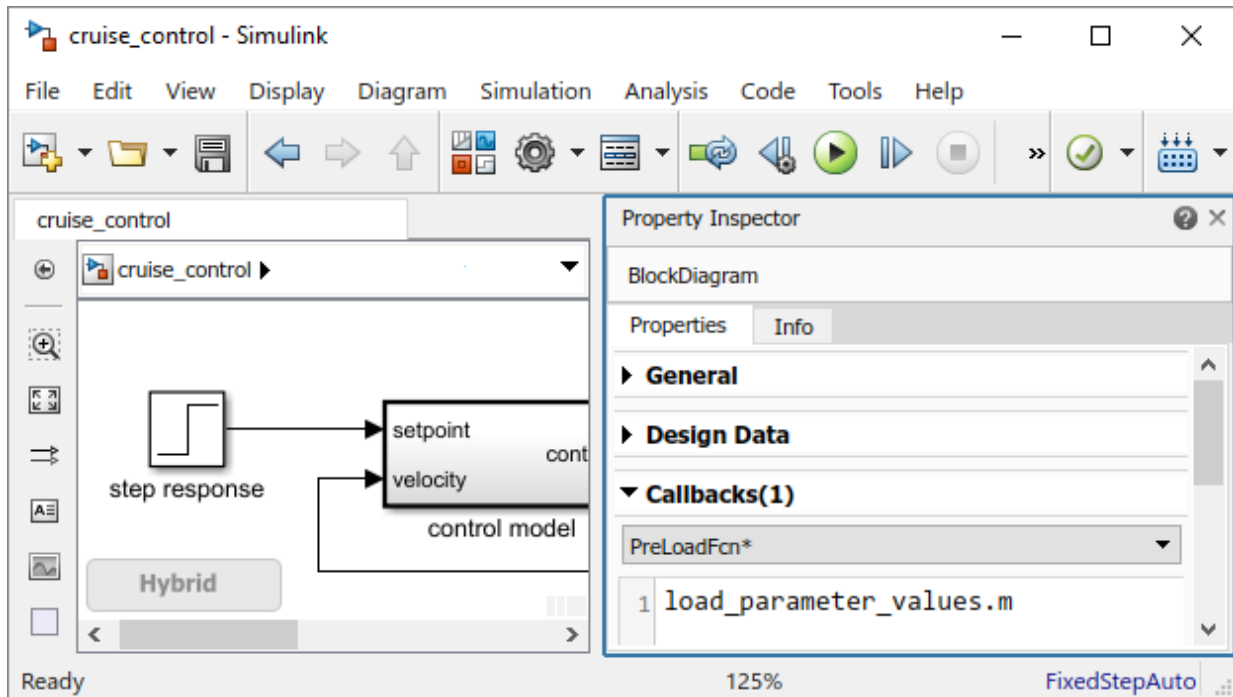 cruise_control - Simulink
File Edit View Display Diagram Simulation Analysis Code Tools Help
cruise_control
cruise_control
step response
setpoint
velocity
cont
control model
Hybrid
Property Inspector
BlockDiagram
Properties Info
General
Design Data
Callbacks(1)
PreLoadFcn*
1 load_parameter_values.m
Ready 125% FixedStepAuto